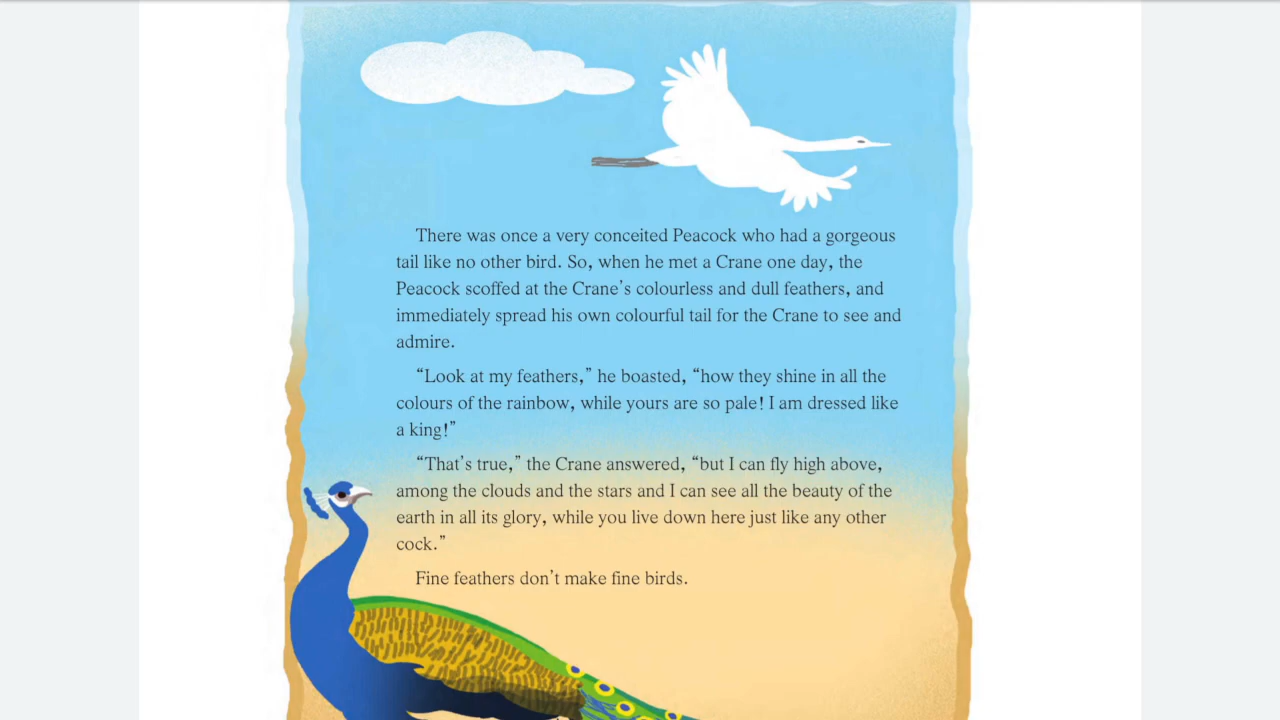 There was once a very conceited Peacock who had a gorgeous
tail like no other bird. So, when he met a Crane one day, the
Peacock scoffed at the Crane's colourless and dull feathers, and
immediately spread his own colourful tail for the Crane to see and
admire.
“Look at my feathers,” he boasted, “how they shine in all the
colours of the rainbow, while yours are so pale! I am dressed like
a king!”
“That's true,” the Crane answered, “but I can fly high above,
among the clouds and the stars and I can see all the beauty of the
earth in all its glory, while you live down here just like any other
cock.”
Fine feathers don't make fine birds.